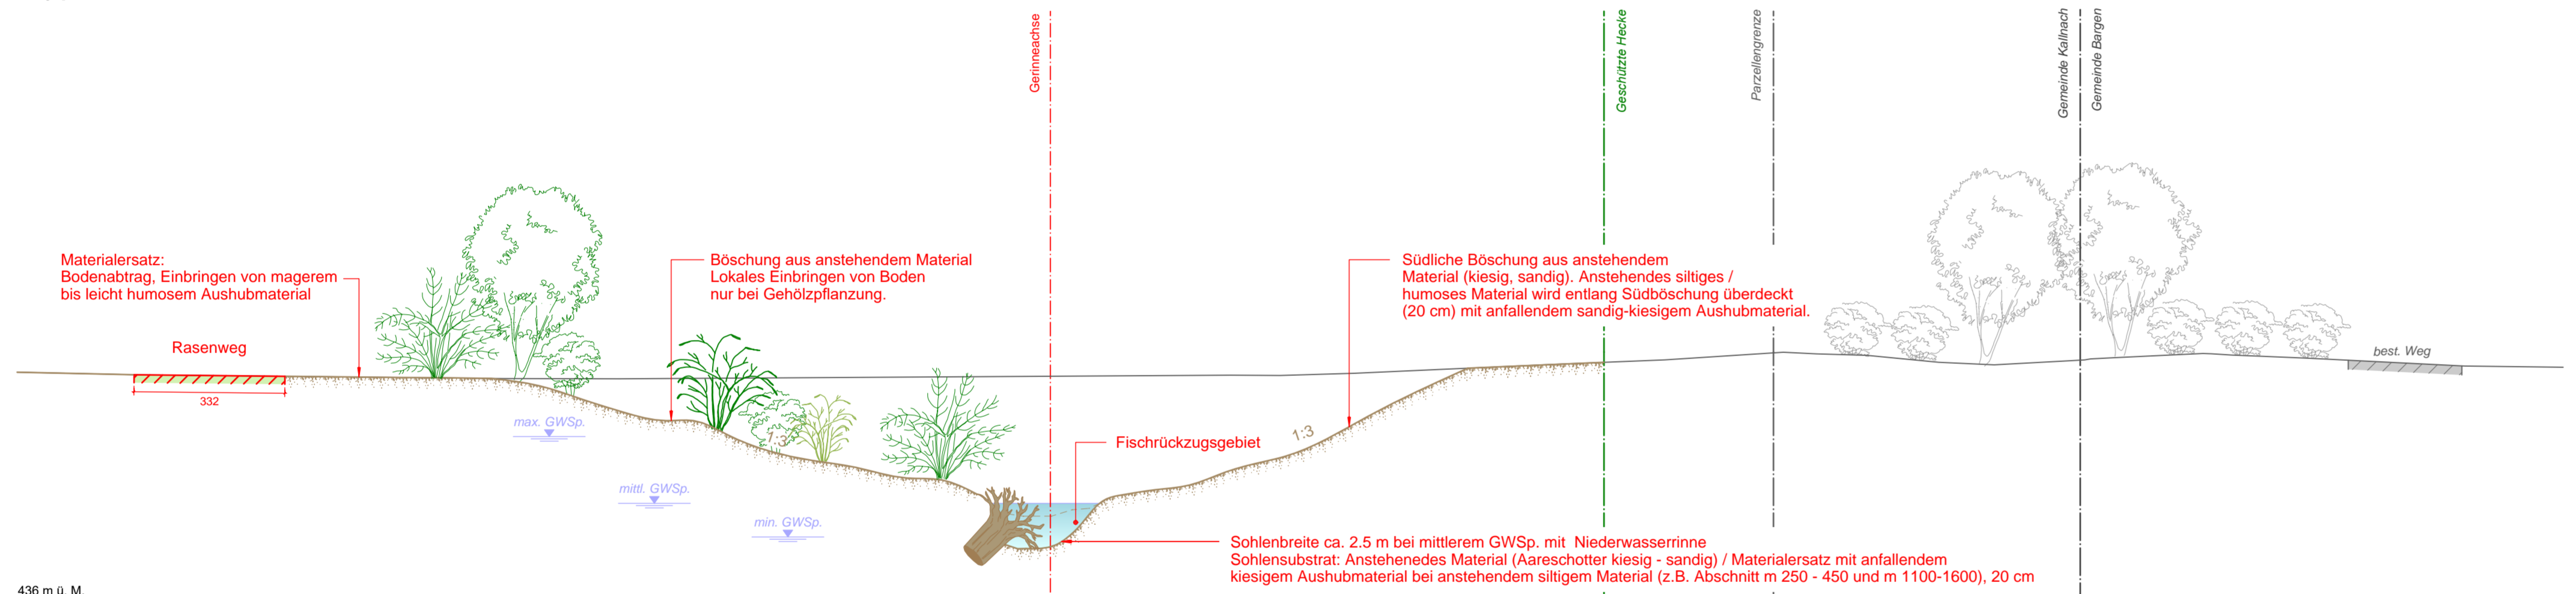 Gerinneachse
Geschützte Hecke
Parzellengrenze
Gemeinde Kallnach
Gemeinde Bargen
Materialersatz:
Bodenabtrag, Einbringen von magerem
bis leicht humosem Aushubmaterial
Böschung aus anstehendem Material
Lokales Einbringen von Boden
nur bei Gehölzpflanzung.
Südliche Böschung aus anstehendem
Material (kiesig, sandig). Anstehendes siltiges /
humoses Material wird entlang Südböschung überdeckt
(20 cm) mit anfallendem sandig-kiesigem Aushubmaterial.
Rasenweg
best. Weg
332
max. GWSp.
1:3
1:3
Fischrückzugsgebiet
mittl. GWSp.
min. GWSp.
Sohlenbreite ca. 2.5 m bei mittlerem GWSp. mit Niederwasserrinne
Sohlensubstrat: Anstehenedes Material (Aareschotter kiesig - sandig) / Materialersatz mit anfallendem
kiesigem Aushubmaterial bei anstehendem siltigem Material (z.B. Abschnitt m 250 - 450 und m 1100-1600), 20 cm
436 m ü. M.